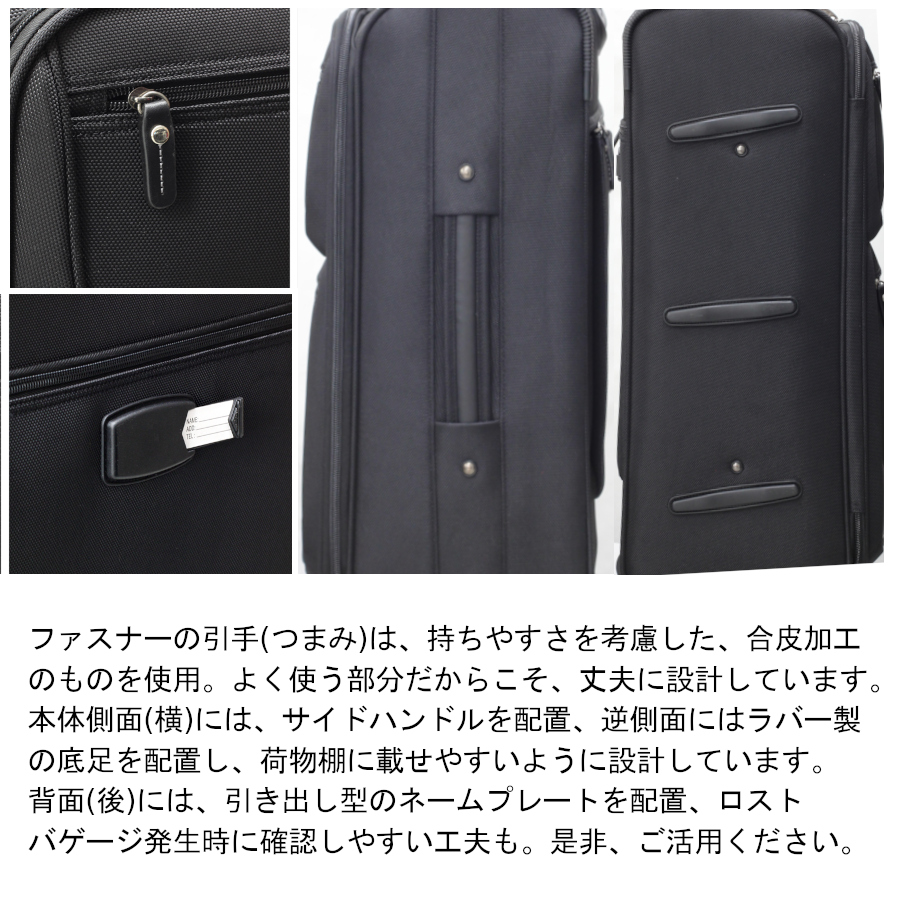 NAME
ADD
TEL:
ファスナーの引手(つまみ)は、持ちやすさを考慮した、合皮加工
のものを使用。よく使う部分だからこそ、丈夫に設計しています。
本体側面(横)には、サイドハンドルを配置、逆側面にはラバー製
の底足を配置し、荷物棚に載せやすいように設計しています。
背面(後)には、引き出し型のネームプレートを配置、ロスト
バゲージ発生時に確認しやすい工夫も。是非、ご活用ください。